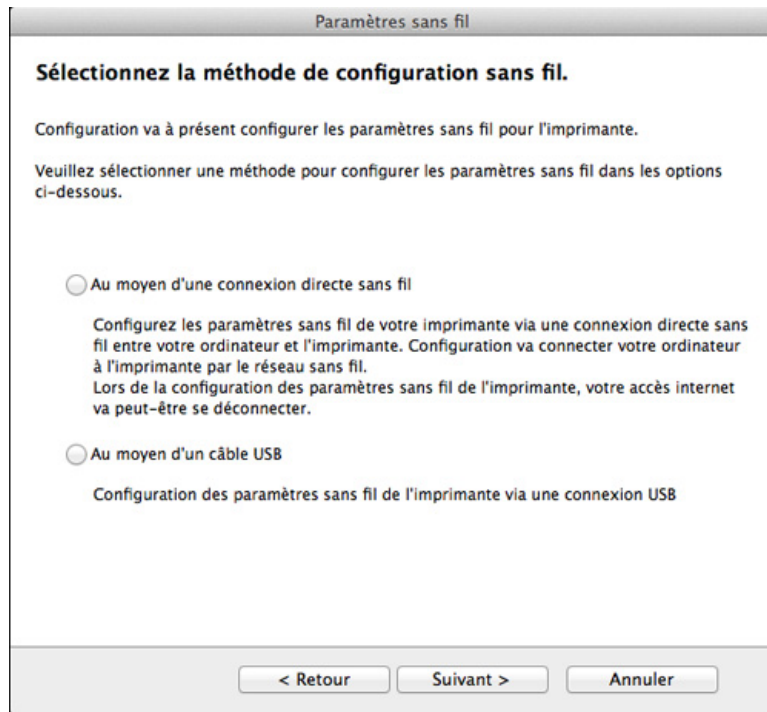 Paramètres sans fil
Sélectionnez la méthode de configuration sans fil.
Configuration va à présent configurer les paramètres sans fil pour l'imprimante.
Veuillez sélectionner une méthode pour configurer les paramètres sans fil dans les options
ci-dessous.
Au moyen d'une connexion directe sans fil
Configurez les paramètres sans fil de votre imprimante via une connexion directe sans
fil entre votre ordinateur et l'imprimante. Configuration va connecter votre ordinateur
à l'imprimante par le réseau sans fil.
Lors de la configuration des paramètres sans fil de l'imprimante, votre accès internet
va peut-être se déconnecter.
Au moyen d'un câble USB
Configuration des paramètres sans fil de l'imprimante via une connexion USB
< Retour
Suivant >
Annuler